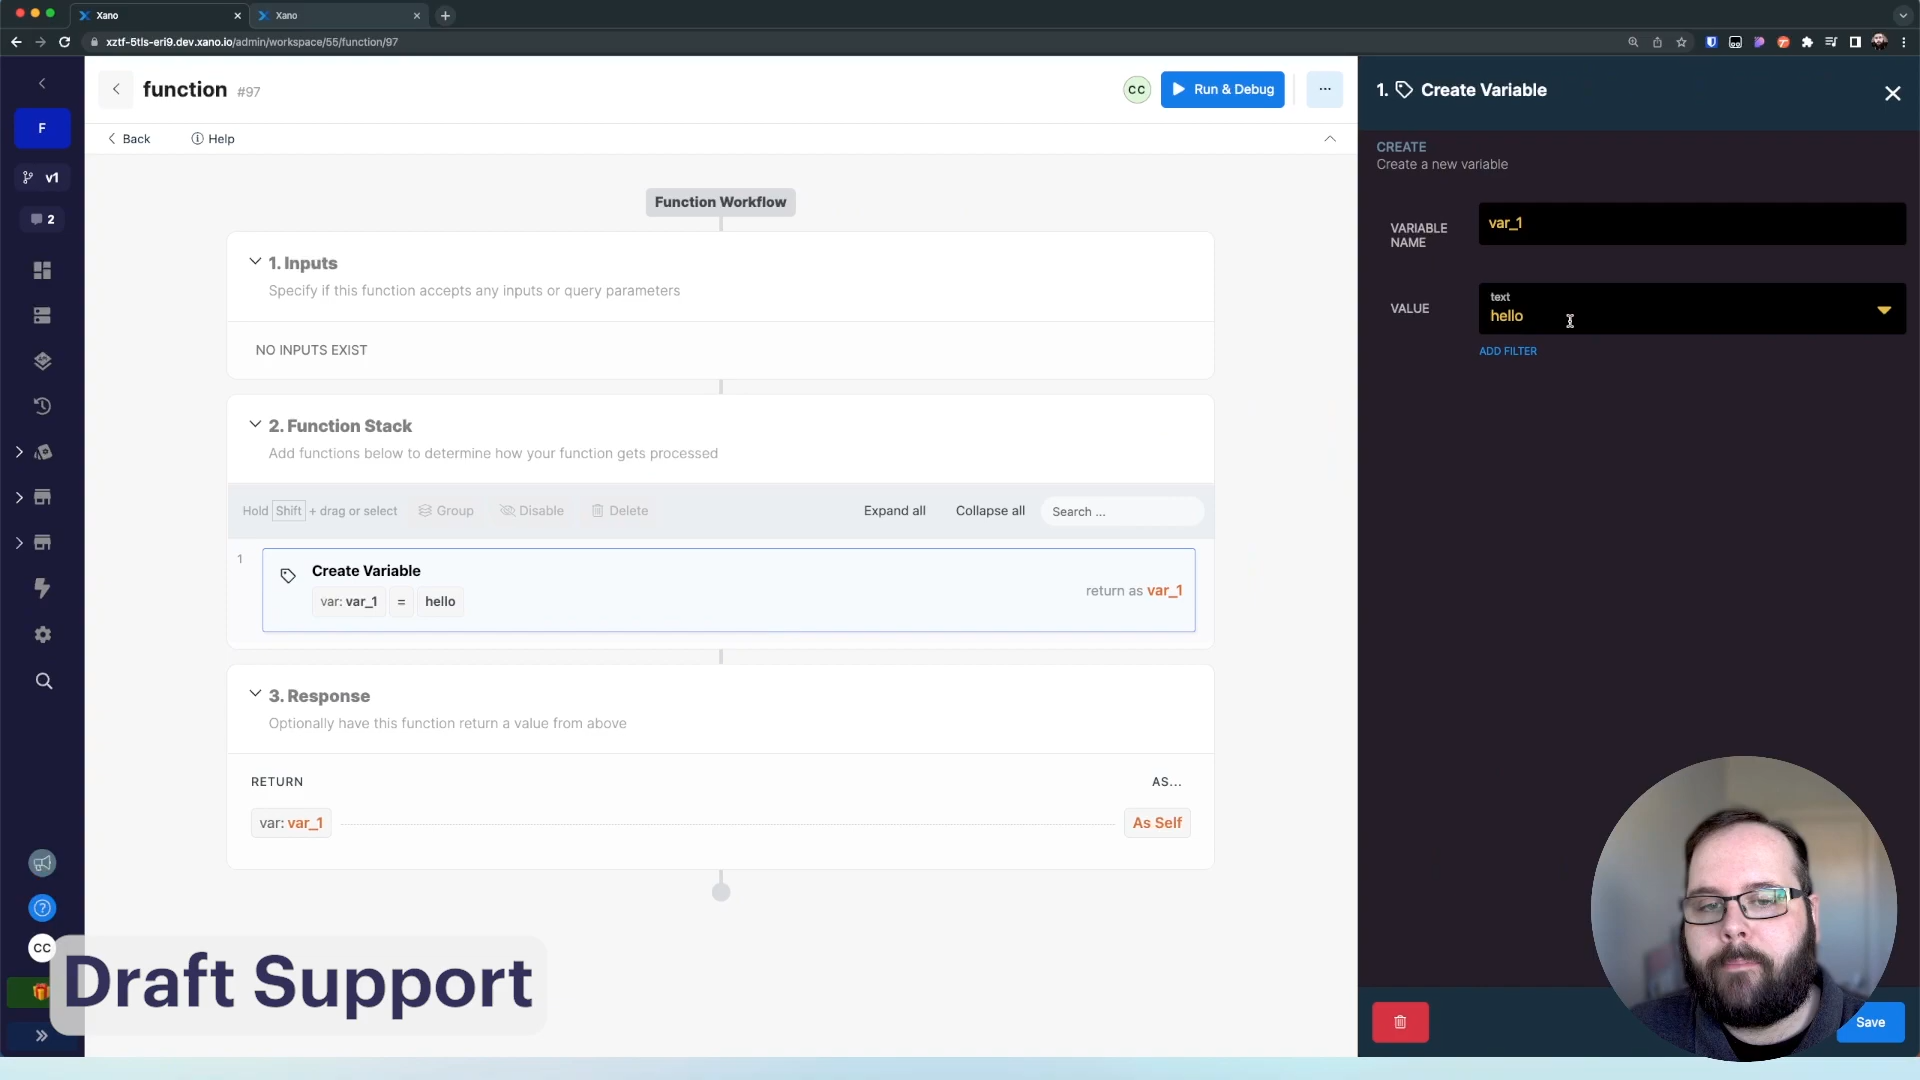 Xano
Xano
xztf-5tls-eri9.dev.xano.io/admin/workspace/55/function/97
F
v1
2
function #97
CC
Run & Debug
Back
Help
Function Workflow
1. Inputs
Specify if this function accepts any inputs or query parameters
NO INPUTS EXIST
2. Function Stack
Add functions below to determine how your function gets processed
Hold Shift + drag or select
Group
Disable
Delete
Expand all
Collapse all
Search ...
1
Create Variable
var: var_1 = hello
return as var_1
3. Response
Optionally have this function return a value from above
RETURN
AS...
var: var_1
As Self
CC
Draft Support
1. Create Variable
CREATE
Create a new variable
VARIABLE
NAME
var_1
VALUE
text
hello
ADD FILTER
Save